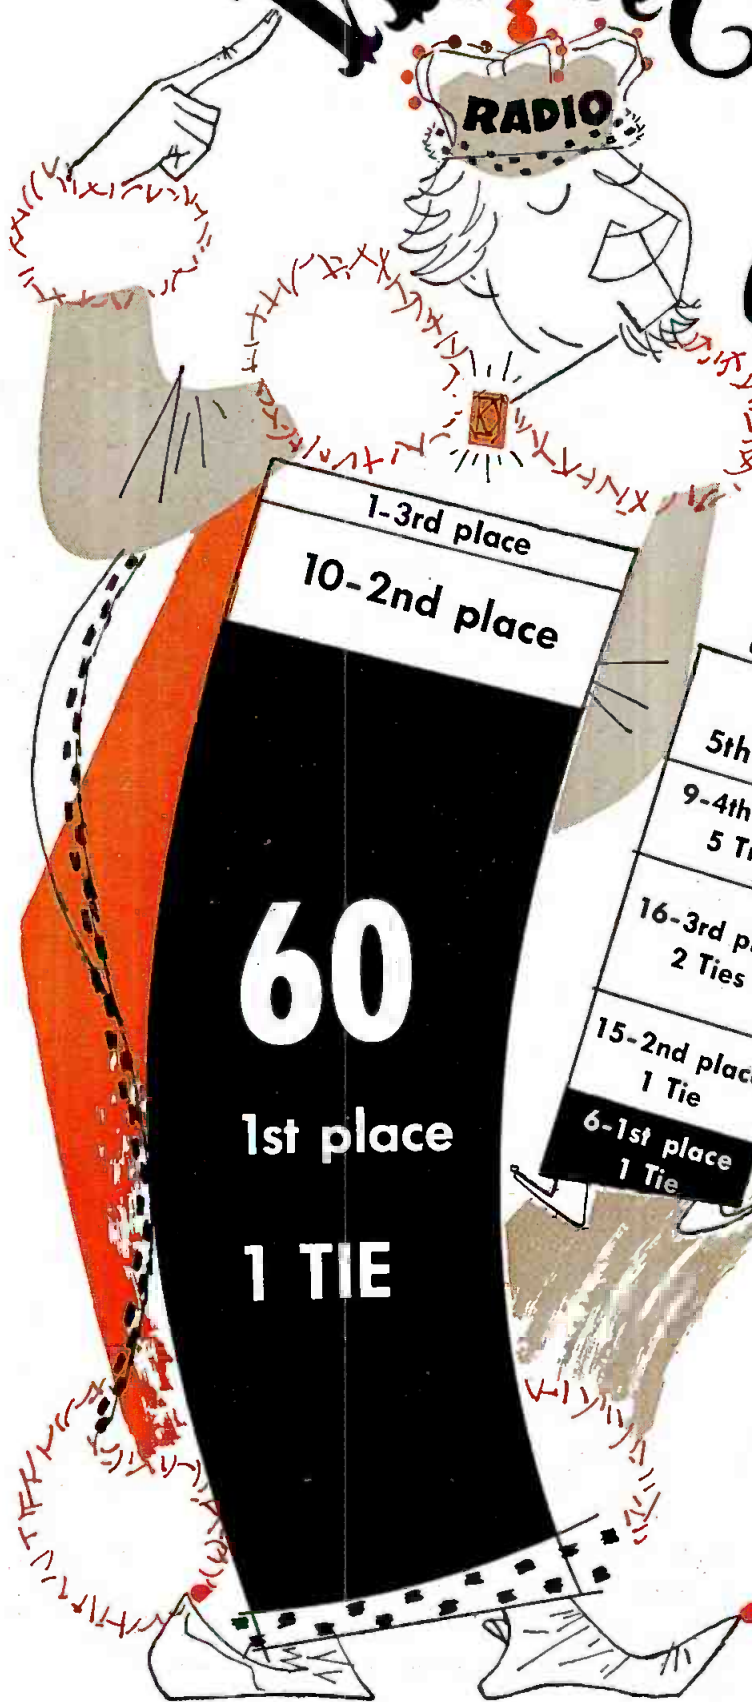 RADIO
1-3rd place
10-2nd place
60
1st place
1 TIE
5th
9-4th
5
16-3rd
2 Ties
15-2nd
1 Tie
6-1st place
1 Tie